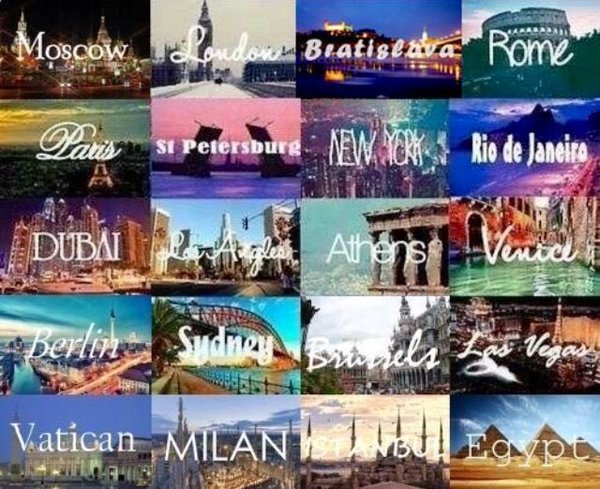 Moscow
London
Bratislava
Rome
Paris
St Petersburg
NEW YORK
Rio de Janeiro
DUBAI
Los Angeles
Athens
Venice
Berlin
Sydney
Brussels
Las Vegas
Vatican
MILAN
ISTANBUL
Egypt